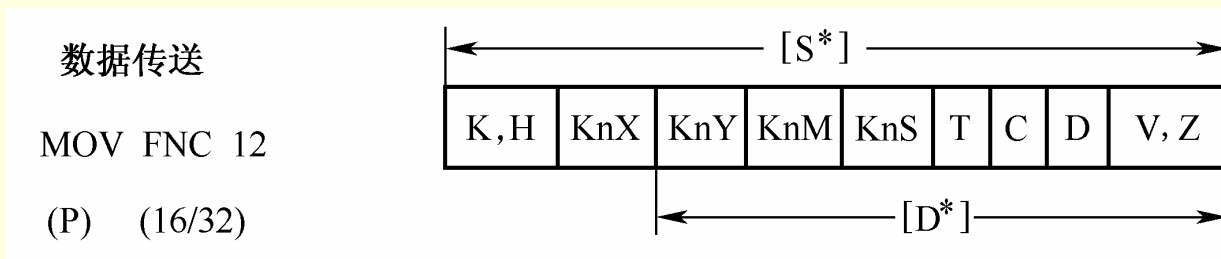 数据传送
MOV FNC 12
(P) (16/32)
[S*]
K,H KnX KnY KnM KnS T C D V,Z
[D*]